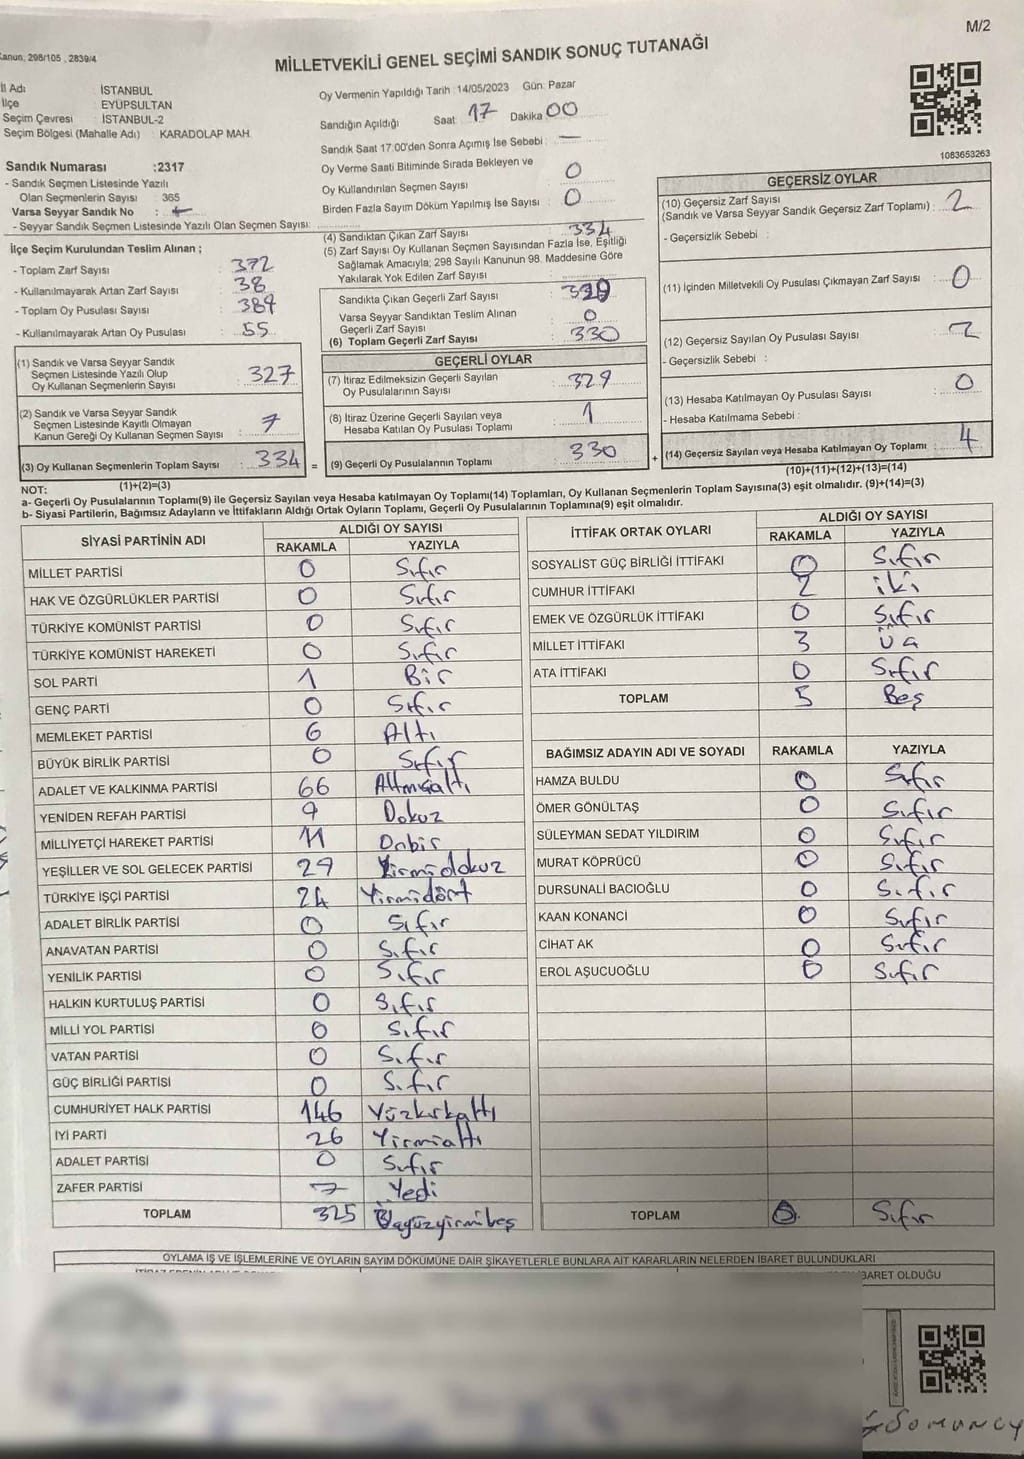 M/2
Kanun: 298/105 , 2839/4
MİLLETVEKİLİ GENEL SEÇİMİ SANDIK SONUÇ TUTANAĞI
İl Adı : İSTANBUL
İlçe : EYÜPSULTAN
Seçim Çevresi : İSTANBUL-2
Seçim Bölgesi (Mahalle Adı) : KARADOLAP MAH.
Sandık Numarası :2317
- Sandık Seçmen Listesinde Yazılı
Olan Seçmenlerin Sayısı : 365
Varsa Seyyar Sandık No :
- Seyyar Sandık Seçmen Listesinde Yazılı Olan Seçmen Sayısı:
İlçe Seçim Kurulundan Teslim Alınan ;
- Toplam Zarf Sayısı : 372
- Kullanılmayarak Artan Zarf Sayısı : 38
- Toplam Oy Pusulası Sayısı : 389
- Kullanılmayarak Artan Oy Pusulası : 55
(1) Sandık ve Varsa Seyyar Sandık
Seçmen Listesinde Yazılı Olup
Oy Kullanan Seçmenlerin Sayısı : 327
(2) Sandık ve Varsa Seyyar Sandık
Seçmen Listesinde Kayıtlı Olmayan
Kanun Gereği Oy Kullanan Seçmen Sayısı : 7
(3) Oy Kullanan Seçmenlerin Toplam Sayısı : 334 =
(1)+(2)=(3)
Oy Vermenin Yapıldığı Tarih :14/05/2023 Gün: Pazar
Sandığın Açıldığı Saat 17 Dakika 00
Sandık Saat 17:00'den Sonra Açımış İse Sebebi : —
Oy Verme Saati Bitiminde Sırada Bekleyen ve
Oy Kullandırılan Seçmen Sayısı : 0
Birden Fazla Sayım Döküm Yapılmış İse Sayısı : 0
(4) Sandıktan Çıkan Zarf Sayısı : 334
(5) Zarf Sayısı Oy Kullanan Seçmen Sayısından Fazla İse, Eşitliği
Sağlamak Amacıyla; 298 Sayılı Kanunun 98. Maddesine Göre
Yakılarak Yok Edilen Zarf Sayısı :
Sandıkta Çıkan Geçerli Zarf Sayısı :
Varsa Seyyar Sandıktan Teslim Alınan
Geçerli Zarf Sayısı : 0
(6) Toplam Geçerli Zarf Sayısı : 330
GEÇERLİ OYLAR
(7) İtiraz Edilmeksizin Geçerli Sayılan
Oy Pusulalarının Sayısı : 329
(8) İtiraz Üzerine Geçerli Sayılan veya
Hesaba Katılan Oy Pusulası Toplamı : 1
(9) Geçerli Oy Pusulalarının Toplamı : 330 +
1083653263
GEÇERSİZ OYLAR
(10) Geçersiz Zarf Sayısı
(Sandık ve Varsa Seyyar Sandık Geçersiz Zarf Toplamı) : 2
- Geçersizlik Sebebi :
(11) İçinden Milletvekili Oy Pusulası Çıkmayan Zarf Sayısı : 0
(12) Geçersiz Sayılan Oy Pusulası Sayısı : 2
- Geçersizlik Sebebi :
(13) Hesaba Katılmayan Oy Pusulası Sayısı : 0
- Hesaba Katılmama Sebebi :
(14) Geçersiz Sayılan veya Hesaba Katılmayan Oy Toplamı : 4
(10)+(11)+(12)+(13)=(14)
NOT:
a- Geçerli Oy Pusulalarının Toplamı(9) ile Geçersiz Sayılan veya Hesaba katılmayan Oy Toplamı(14) Toplamları, Oy Kullanan Seçmenlerin Toplam Sayısına(3) eşit olmalıdır. (9)+(14)=(3)
b- Siyasi Partilerin, Bağımsız Adayların ve İttifakların Aldığı Ortak Oyların Toplamı, Geçerli Oy Pusulalarının Toplamına(9) eşit olmalıdır.
SİYASİ PARTİNİN ADI ALDIĞI OY SAYISI
RAKAMLA YAZIYLA
MİLLET PARTİSİ 0 Sıfır
HAK VE ÖZGÜRLÜKLER PARTİSİ 0 Sıfır
TÜRKİYE KOMÜNİST PARTİSİ 0 Sıfır
TÜRKİYE KOMÜNİST HAREKETİ 0 Sıfır
SOL PARTİ 1 Bir
GENÇ PARTİ 0 Sıfır
MEMLEKET PARTİSİ 6 Altı
BÜYÜK BİRLİK PARTİSİ 0 Sıfır
ADALET VE KALKINMA PARTİSİ 66 Altmışaltı
YENİDEN REFAH PARTİSİ 9 Dokuz
MİLLİYETÇİ HAREKET PARTİSİ 11 Onbir
YEŞİLLER VE SOL GELECEK PARTİSİ 29 Yirmidokuz
TÜRKİYE İŞÇİ PARTİSİ 24 Yirmidört
ADALET BİRLİK PARTİSİ 0 Sıfır
ANAVATAN PARTİSİ 0 Sıfır
YENİLİK PARTİSİ 0 Sıfır
HALKIN KURTULUŞ PARTİSİ 0 Sıfır
MİLLİ YOL PARTİSİ 0 Sıfır
VATAN PARTİSİ 0 Sıfır
GÜÇ BİRLİĞİ PARTİSİ 0 Sıfır
CUMHURİYET HALK PARTİSİ 146 Yüzkırkaltı
İYİ PARTİ 26 Yirmialtı
ADALET PARTİSİ 0 Sıfır
ZAFER PARTİSİ 7 Yedi
TOPLAM 325 Üçyüzyirmibeş
İTTİFAK ORTAK OYLARI ALDIĞI OY SAYISI
RAKAMLA YAZIYLA
SOSYALİST GÜÇ BİRLİĞİ İTTİFAKI 0 Sıfır
CUMHUR İTTİFAKI 2 iki
EMEK VE ÖZGÜRLÜK İTTİFAKI 0 Sıfır
MİLLET İTTİFAKI 3 Üç
ATA İTTİFAKI 0 Sıfır
TOPLAM 5 Beş
BAĞIMSIZ ADAYIN ADI VE SOYADI RAKAMLA YAZIYLA
HAMZA BULDU 0 Sıfır
ÖMER GÖNÜLTAŞ 0 Sıfır
SÜLEYMAN SEDAT YILDIRIM 0 Sıfır
MURAT KÖPRÜCÜ 0 Sıfır
DURSUNALİ BACIOĞLU 0 Sıfır
KAAN KONANCI 0 Sıfır
CİHAT AK 0 Sıfır
EROL AŞUCUOĞLU 0 Sıfır
TOPLAM 0 Sıfır
OYLAMA İŞ VE İŞLEMLERİNE VE OYLARIN SAYIM DÖKÜMÜNE DAİR ŞİKAYETLERLE BUNLARA AİT KARARLARIN NELERDEN İBARET BULUNDUKLARI
BARET OLDUĞU